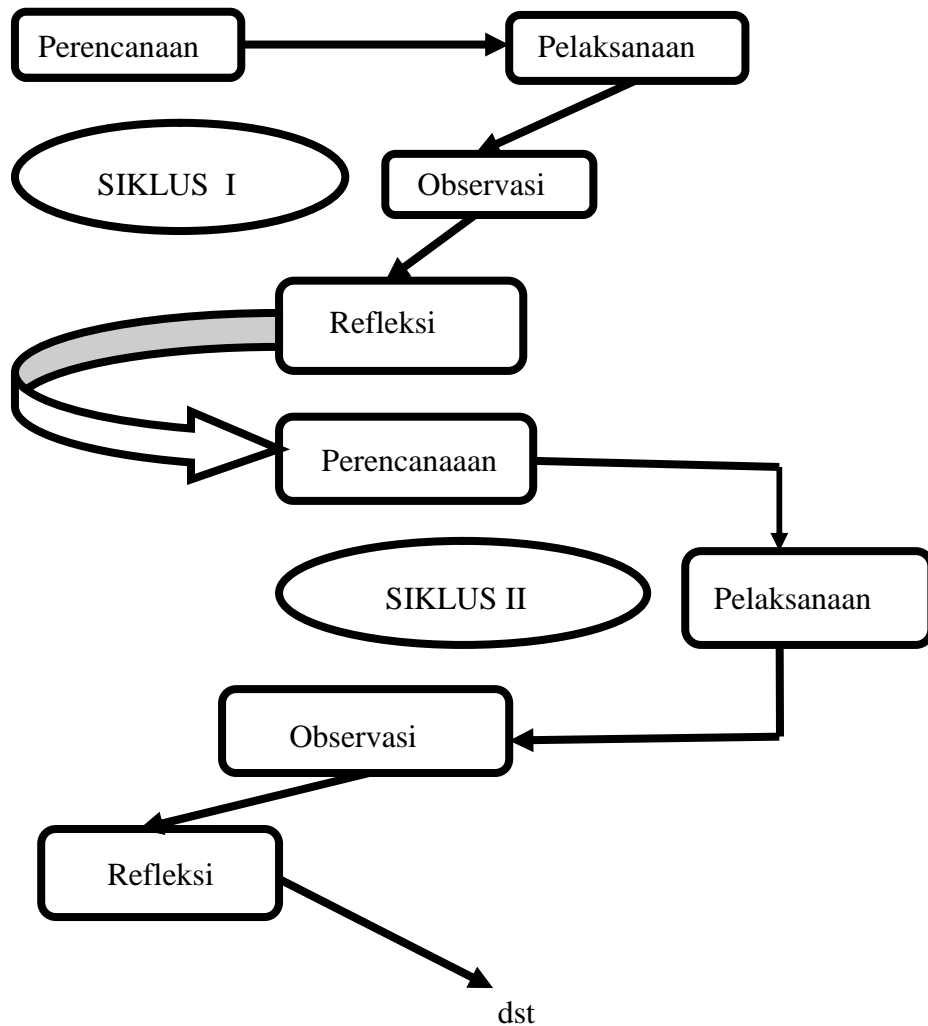 Perencanaan
Pelaksanaan
SIKLUS I
Observasi
Refleksi
Perencanaaan
SIKLUS II
Pelaksanaan
Observasi
Refleksi
dst